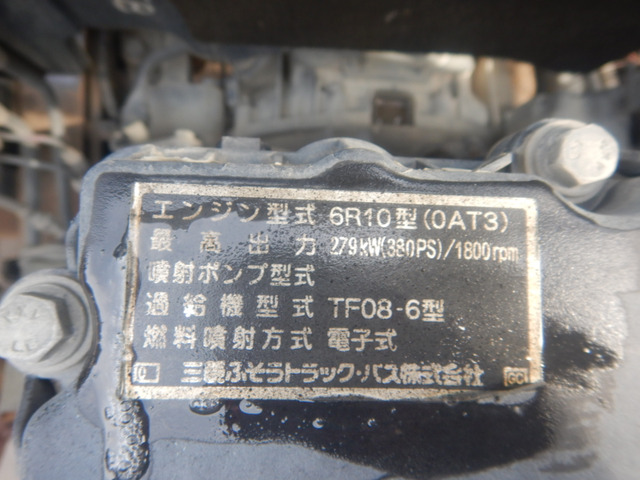 エンジン型式 6R10型(0AT3)
最高出力 279kW(380PS)/1800rpm
噴射ポンプ型式
過給機型式 TF08-6型
燃料噴射方式 電子式
三菱ふそうトラック・バス株式会社